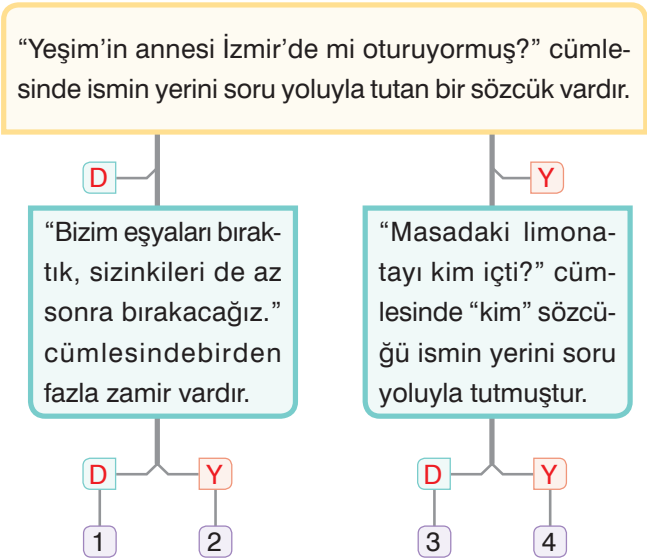 “Yeşim’in annesi İzmir’de mi oturuyormuş?” cümle-
sinde ismin yerini soru yoluyla tutan bir sözcük vardır.
D
Y
“Bizim eşyaları bırak-
tık, sizinkileri de az
sonra bırakacağız.”
cümlesindebirden
fazla zamir vardır.
“Masadaki limona-
tayı kim içti?” cüm-
lesinde “kim” sözcü-
ğü ismin yerini soru
yoluyla tutmuştur.
D
Y
D
Y
1
2
3
4